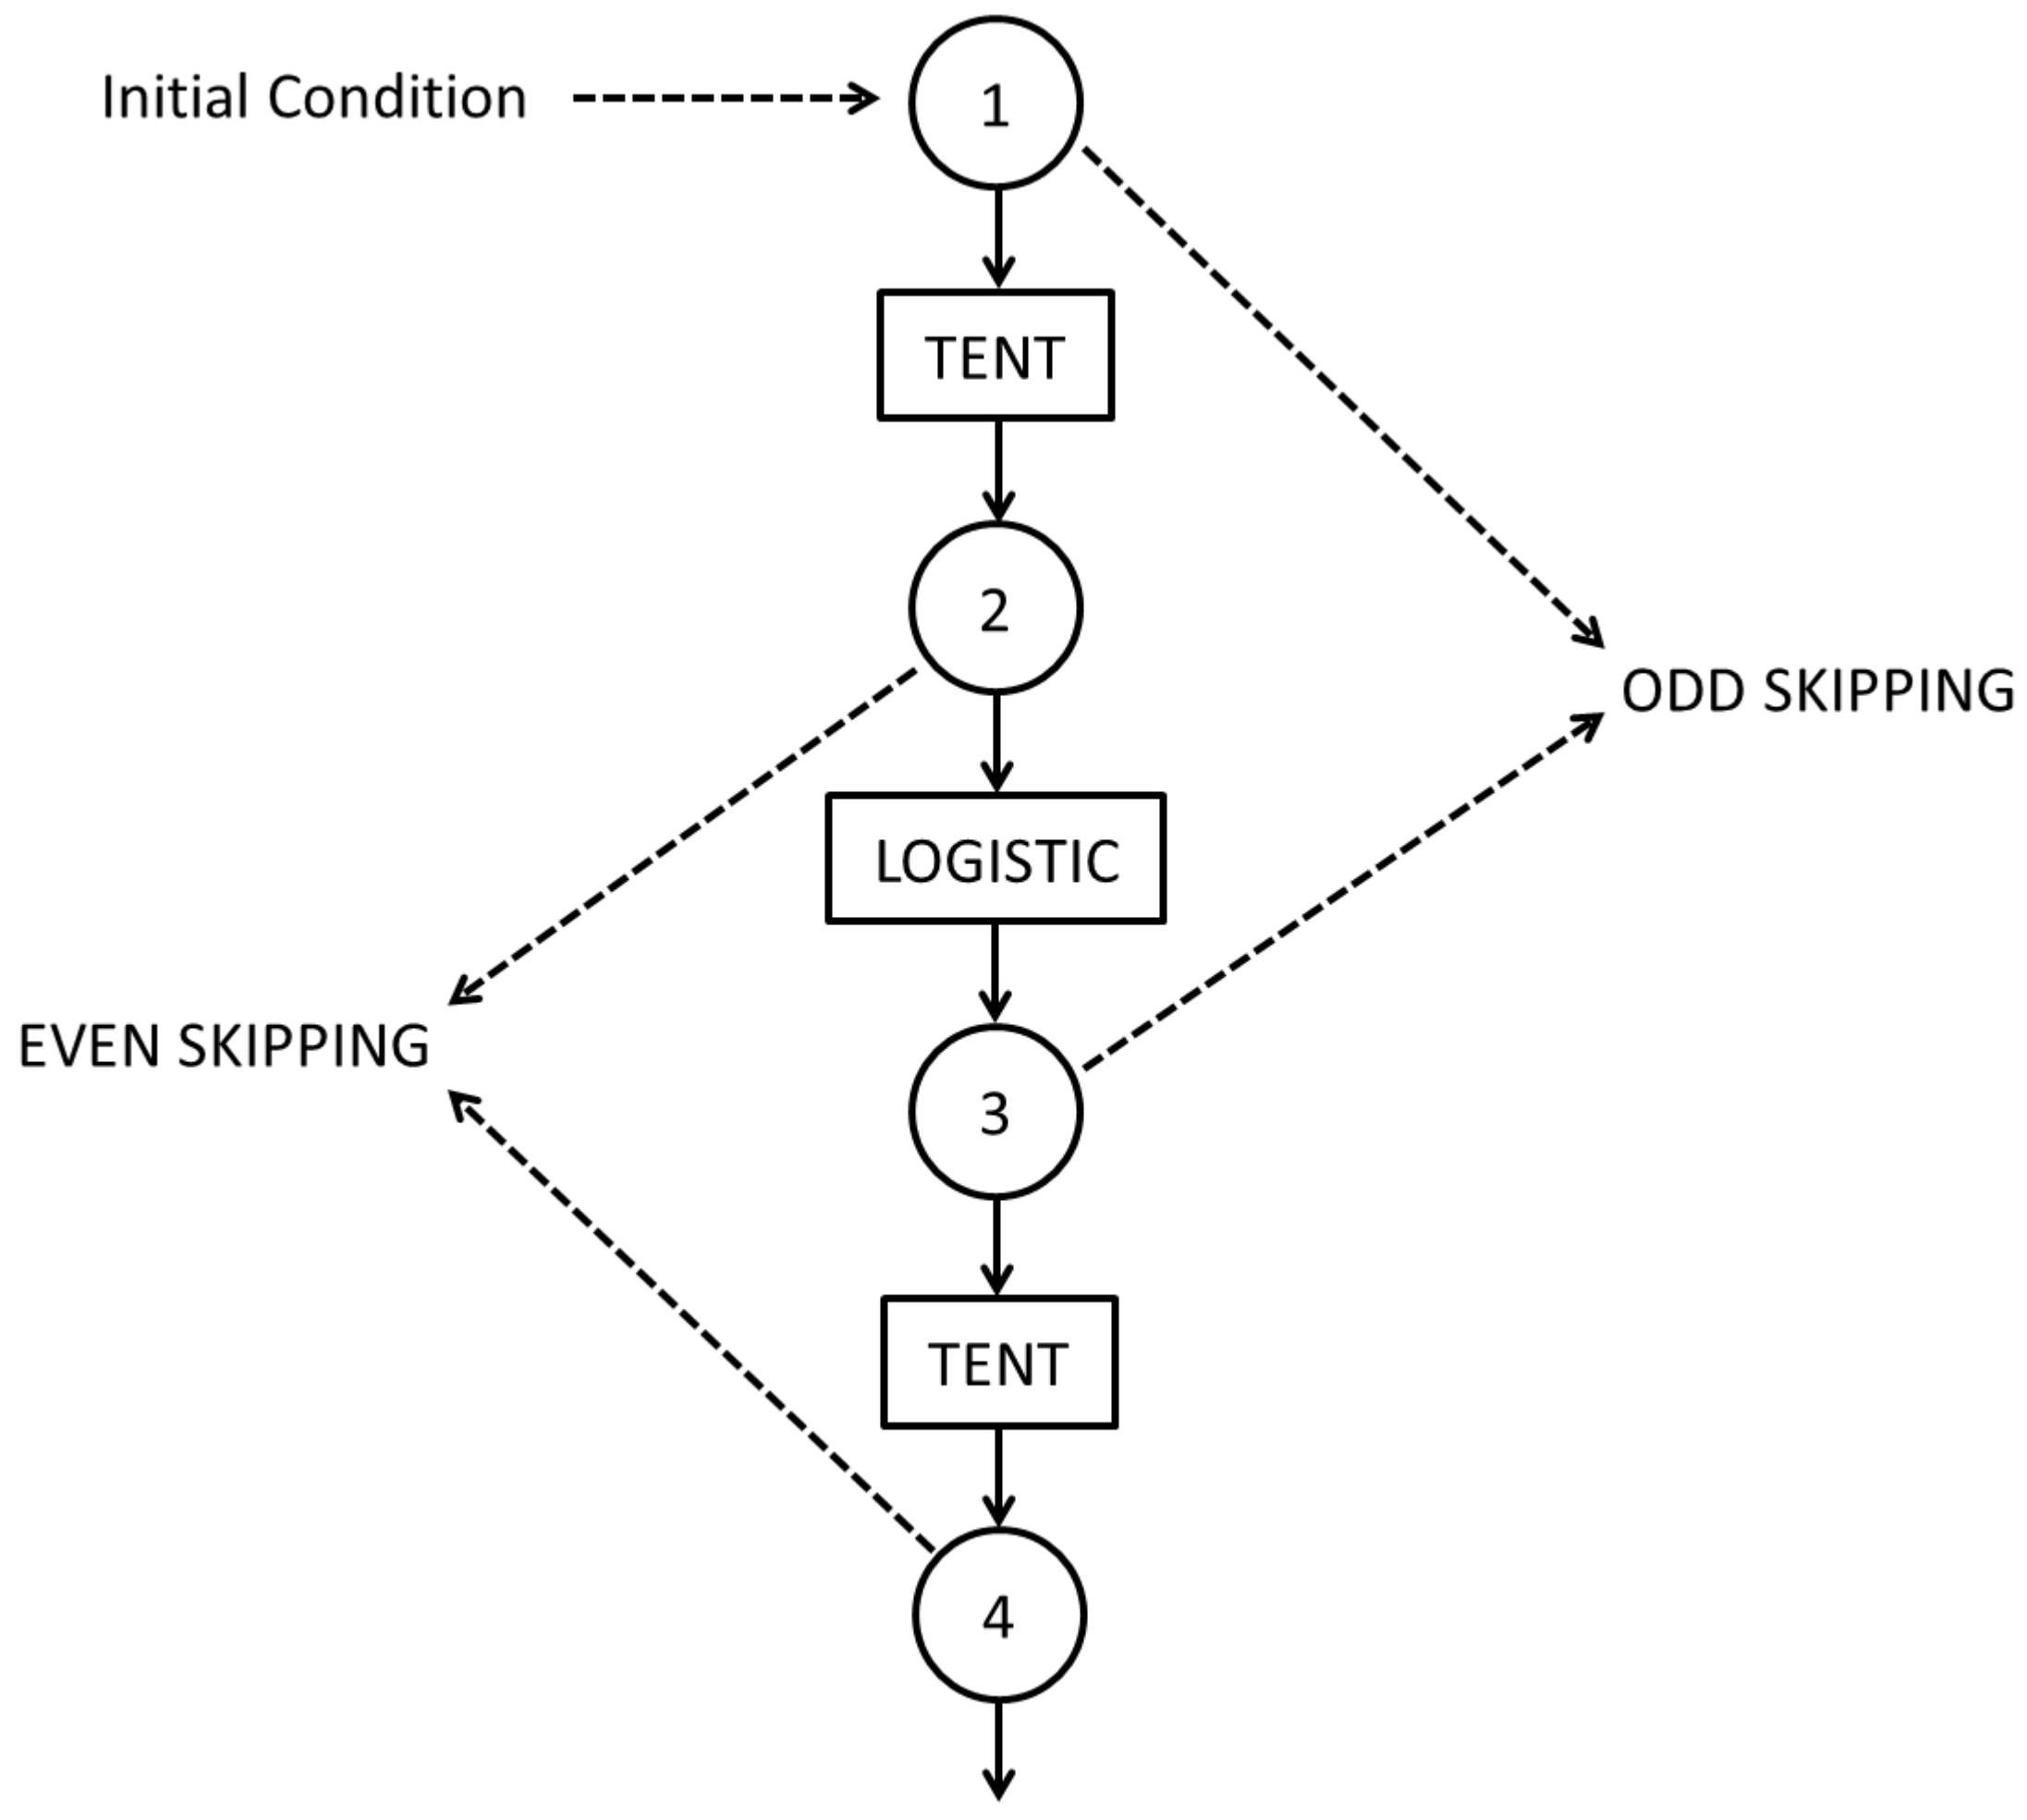 Initial Condition
1
TENT
2
ODD SKIPPING
LOGISTIC
EVEN SKIPPING
3
TENT
4